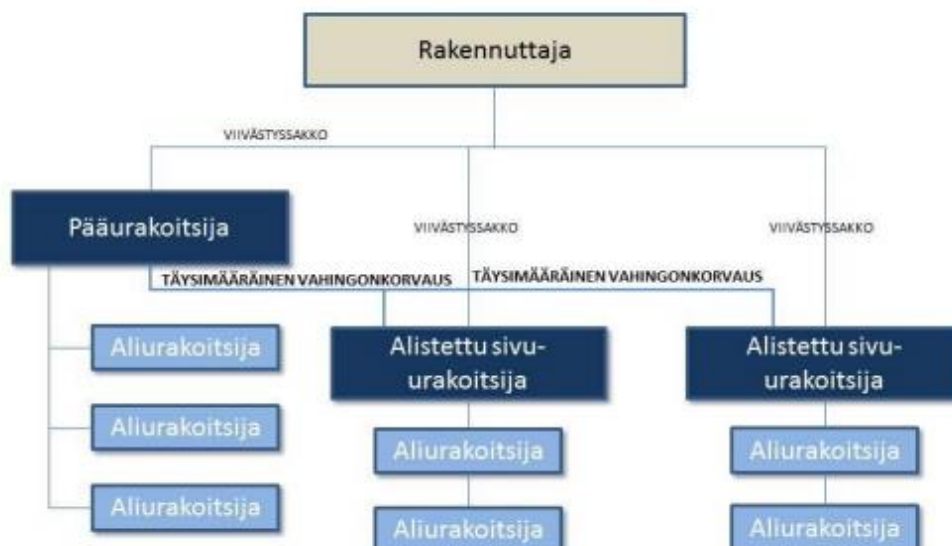 Rakennuttaja
VIIVÄSTYSSAKKO
Pääurakoitsija
VIIVÄSTYSSAKKO
VIIVÄSTYSSAKKO
TÄYSIMÄÄRÄINEN VAHINGONKORVAUS
TÄYSIMÄÄRÄINEN VAHINGONKORVAUS
Aliurakoitsija
Alistettu sivu-
urakoitsija
Alistettu sivu-
urakoitsija
Aliurakoitsija
Aliurakoitsija
Aliurakoitsija
Aliurakoitsija
Aliurakoitsija
Aliurakoitsija